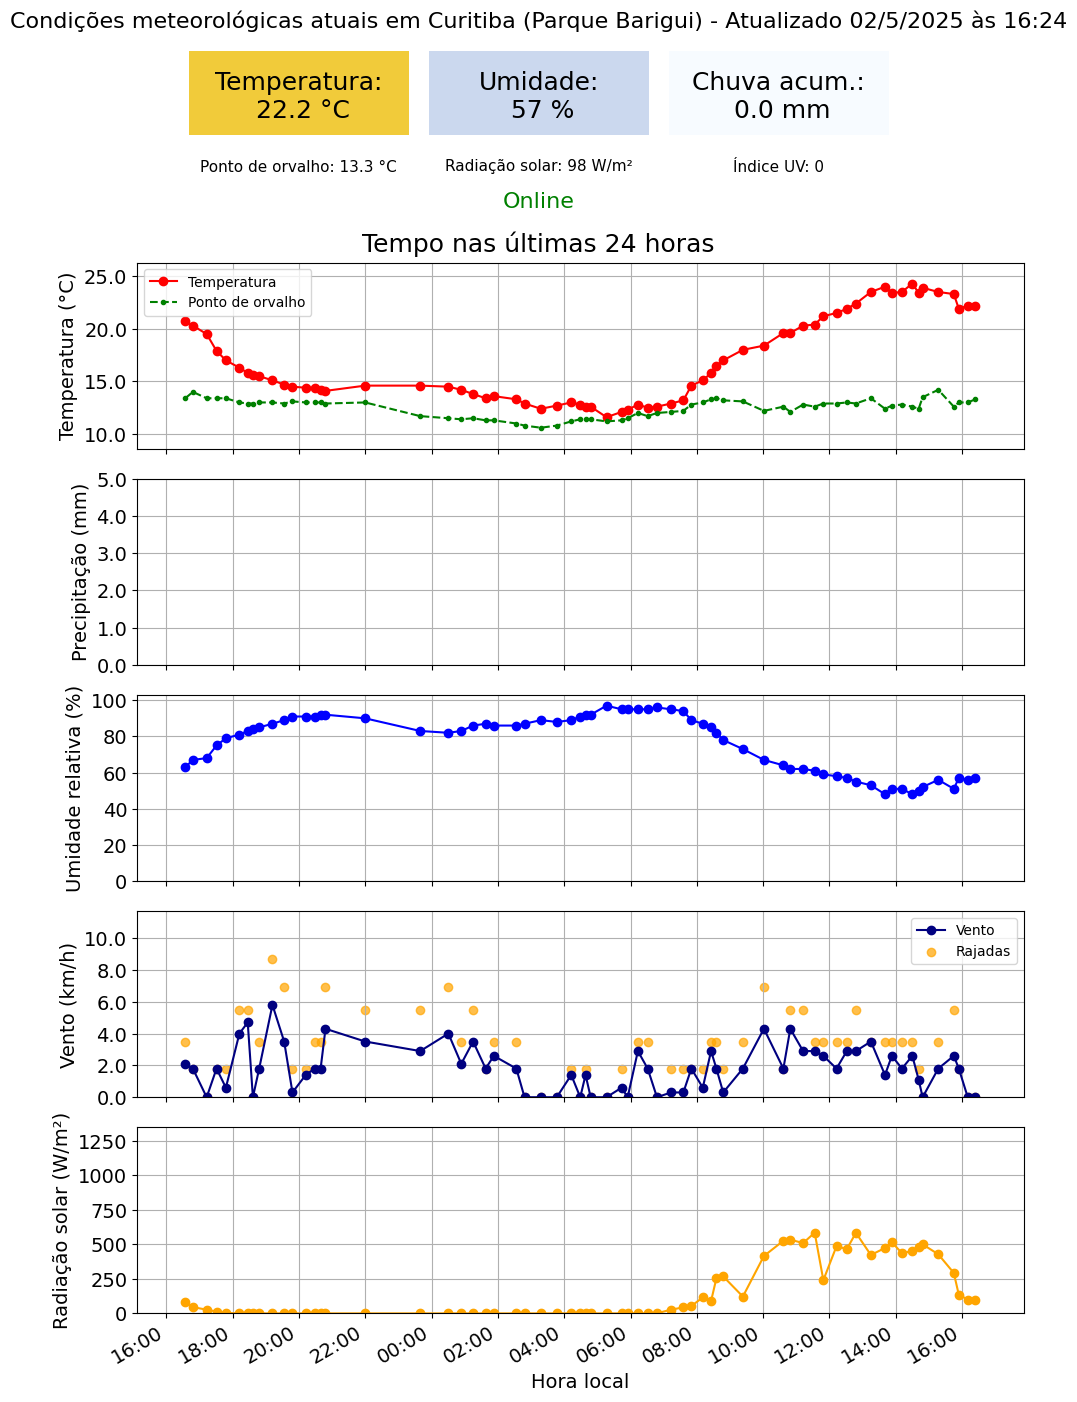 Condições meteorológicas atuais em Curitiba (Parque Barigui) - Atualizado 02/5/2025 às 16:24
Temperatura:
22.2 °C
Umidade:
57 %
Chuva acum.:
0.0 mm
Ponto de orvalho: 13.3 °C
Radiação solar: 98 W/m²
Índice UV: 0
Online
Tempo nas últimas 24 horas
Temperatura (°C)
25.0
20.0
15.0
10.0
Temperatura
Ponto de orvalho
Precipitação (mm)
5.0
4.0
3.0
2.0
1.0
0.0
Umidade relativa (%)
100
80
60
40
20
0
Vento (km/h)
10.0
8.0
6.0
4.0
2.0
0.0
Vento
Rajadas
Radiação solar (W/m²)
1250
1000
750
500
250
0
16:00
18:00
20:00
22:00
00:00
02:00
04:00
06:00
08:00
10:00
12:00
14:00
16:00
Hora local